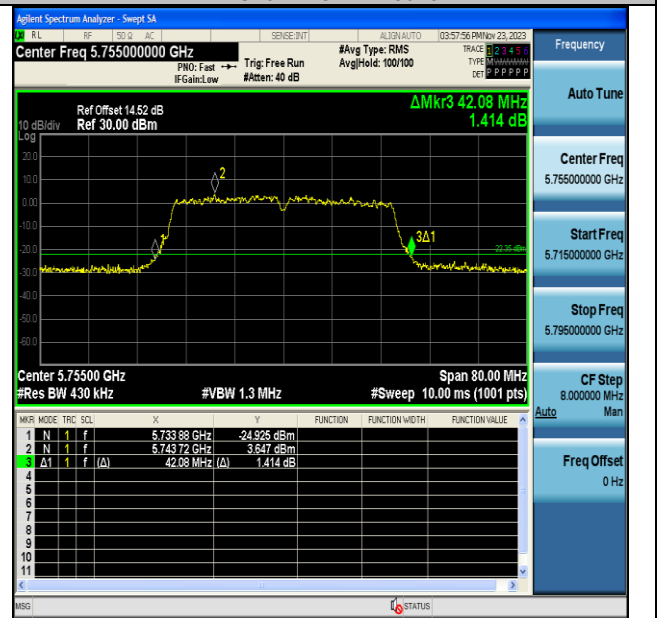 Agilent Spectrum Analyzer - Swept SA
RL RF 50 Ω AC SENSE:INT ALIGN AUTO 03:57:56 PM Nov 23, 2023
Center Freq 5.755000000 GHz #Avg Type: RMS TRACE 1 2 3 4 5 6
PNO: Fast Trig: Free Run Avg|Hold: 100/100 TYPE M
IFGain:Low #Atten: 40 dB DET P P P P P P
ΔMkr3 42.08 MHz
1.414 dB
Ref Offset 14.52 dB
10 dB/div Ref 30.00 dBm
Log
20.0
10.0
0.00
-10.0
-20.0
-30.0
-40.0
-50.0
-60.0
2
3Δ1
-22.35 dBm
Center 5.75500 GHz Span 80.00 MHz
#Res BW 430 kHz #VBW 1.3 MHz #Sweep 10.00 ms (1001 pts)
MKR MODE TRC SCL X Y FUNCTION FUNCTION WIDTH FUNCTION VALUE
1 N 1 f 5.733 88 GHz -24.925 dBm
2 N 1 f 5.743 72 GHz 3.647 dBm
3 Δ1 1 f (Δ) 42.08 MHz (Δ) 1.414 dB
4
5
6
7
8
9
10
11
MSG STATUS
Frequency
Auto Tune
Center Freq
5.755000000 GHz
Start Freq
5.715000000 GHz
Stop Freq
5.795000000 GHz
CF Step
8.000000 MHz
Auto Man
Freq Offset
0 Hz